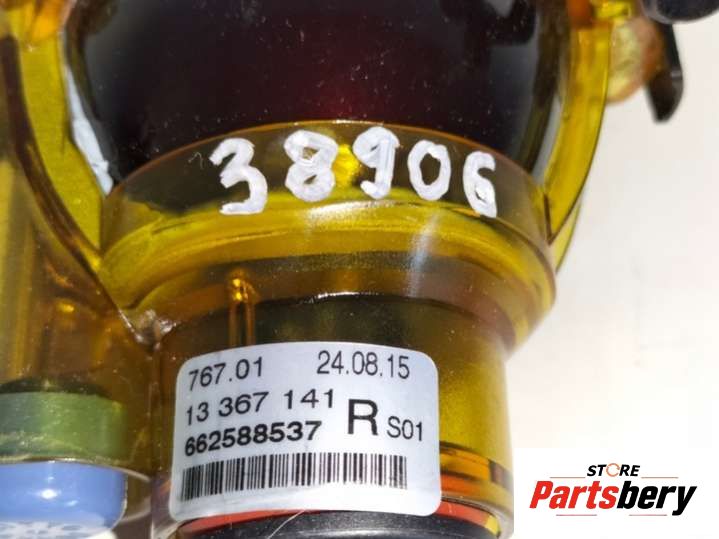 38906
767.01 24.08.15
13 367 141
662588537 R S01
STORE
Partsbery